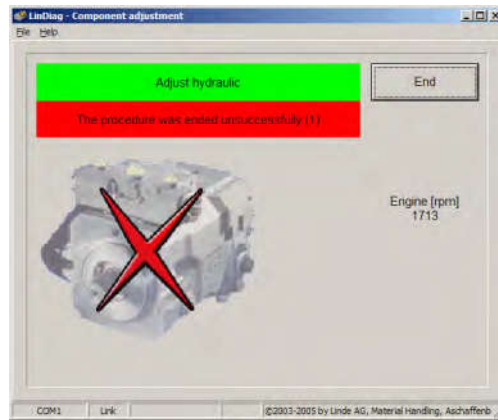 LinDiag - Component adjustment
File Help
Adjust hydraulic
End
The procedure was ended unsuccessfully (1)
Engine [rpm]
1713
COM1 Link ©2003-2005 by Linde AG, Material Handling, Aschaffenb